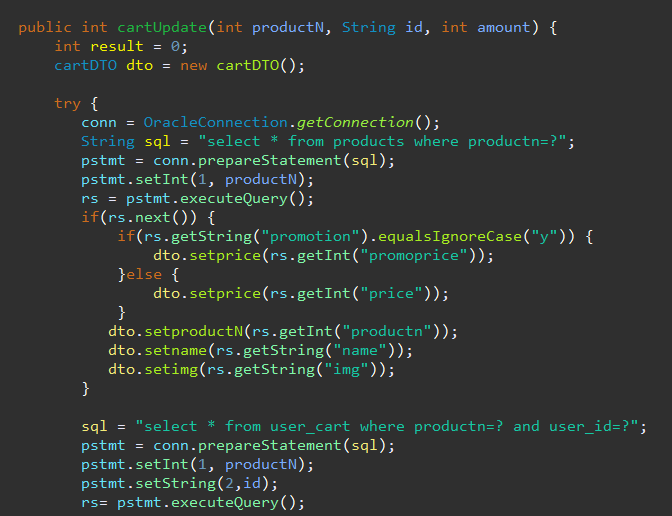 public int cartUpdate(int productN, String id, int amount) {
    int result = 0;
    cartDTO dto = new cartDTO();

    try {
       conn = OracleConnection.getConnection();
       String sql = "select * from products where productn=?";
       pstmt = conn.prepareStatement(sql);
       pstmt.setInt(1, productN);
       rs = pstmt.executeQuery();
       if(rs.next()) {
           if(rs.getString("promotion").equalsIgnoreCase("y")) {
               dto.setprice(rs.getInt("promoprice"));
           }else {
               dto.setprice(rs.getInt("price"));
           }
          dto.setproductN(rs.getInt("productn"));
          dto.setname(rs.getString("name"));
          dto.setimg(rs.getString("img"));
       }

       sql = "select * from user_cart where productn=? and user_id=?";
       pstmt = conn.prepareStatement(sql);
       pstmt.setInt(1, productN);
       pstmt.setString(2,id);
       rs= pstmt.executeQuery();